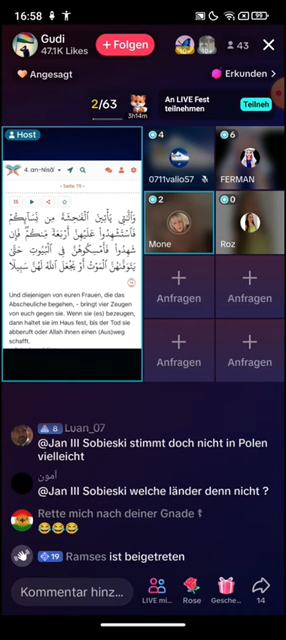 16:58
99
Gudi
47.1K Likes
+ Folgen
43
Angesagt
Erkunden >
2/63
3h14m
An LIVE Fest
teilnehmen
Teilneh
Host
4. an-Nisāʾ
- Seite 75 -
15
وَٱلَّٰتِى يَأْتِينَ ٱلْفَٰحِشَةَ مِن نِّسَآئِكُمْ
فَٱسْتَشْهِدُوا۟ عَلَيْهِنَّ أَرْبَعَةً مِّنكُمْ فَإِن
شَهِدُوا۟ فَأَمْسِكُوهُنَّ فِى ٱلْبُيُوتِ حَتَّىٰ
يَتَوَفَّىٰهُنَّ ٱلْمَوْتُ أَوْ يَجْعَلَ ٱللَّهُ لَهُنَّ سَبِيلًا
Und diejenigen von euren Frauen, die das
Abscheuliche begehen, - bringt vier Zeugen
von euch gegen sie. Wenn sie (es) bezeugen,
dann haltet sie im Haus fest, bis der Tod sie
abberuft oder Allah ihnen einen (Aus)weg
schafft.
4
0711valio57
6
FERMAN
2
Mone
0
Roz
Anfragen
Anfragen
Anfragen
Anfragen
8 Luan_07
@Jan III Sobieski stimmt doch nicht in Polen
vielleicht
آمون
@Jan III Sobieski welche länder denn nicht ?
Rette mich nach deiner Gnade ☦
😂😂😂
19 Ramses ist beigetreten
Kommentar hinz...
LIVE mi...
Rose
Gesche...
14